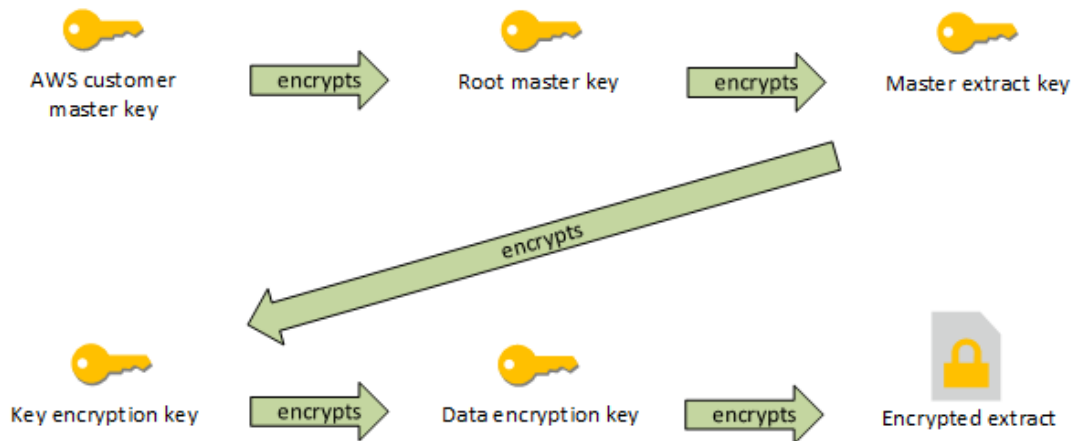 AWS customer
master key
encrypts
Root master key
encrypts
Master extract key
encrypts
Key encryption key
encrypts
Data encryption key
encrypts
Encrypted extract